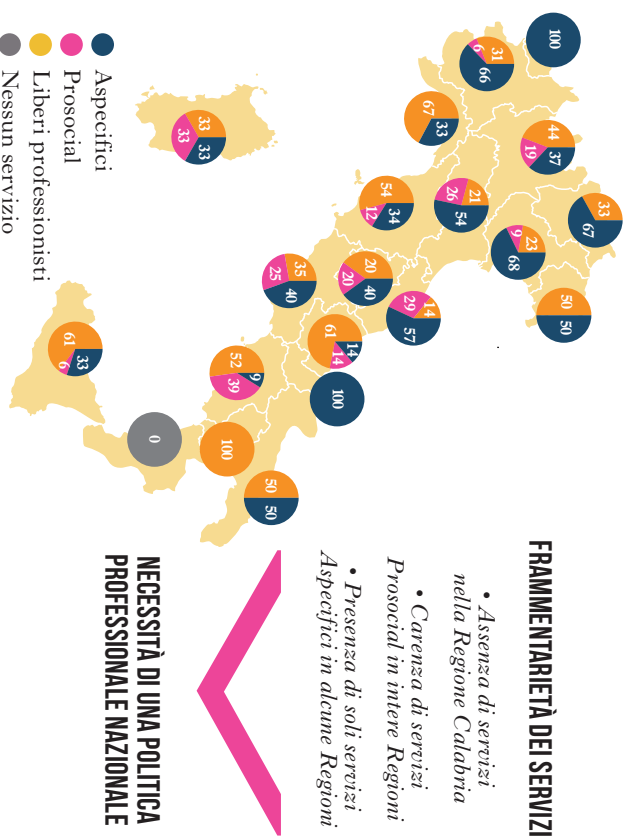 FRAMMENTARIETÀ DEI SERVIZ
• Assenza di servizi
nella Regione Calabria
• Carenza di servizi
Prosocial in intere Regioni
• Presenza di soli servizi
Aspecifici in alcune Regioni
NECESSITÀ DI UNA POLITICA
PROFESSIONALE NAZIONALE
33 67
50 50
100
44 37 19
23 68 9
31 66 6
67 33
21 54 26
14 57 29
54 34 12
20 40 20
35 40 25
61 14 14
100
52 9 39
100
50 50
33 33 33
0
61 33 6
Aspecifici
Prosocial
Liberi professionisti
Nessun servizio